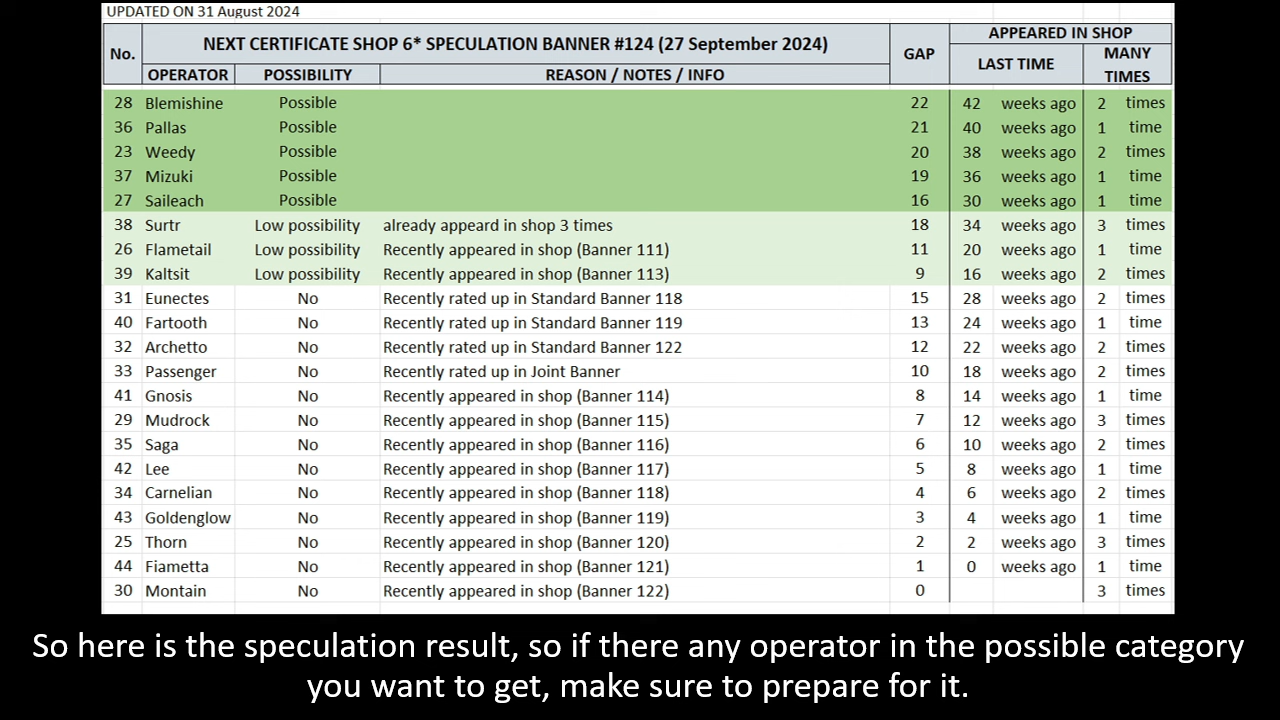 UPDATED ON 31 August 2024
No. NEXT CERTIFICATE SHOP 6* SPECULATION BANNER #124 (27 September 2024) GAP APPEARED IN SHOP
OPERATOR POSSIBILITY REASON / NOTES / INFO LAST TIME MANY TIMES
28 Blemishine Possible 22 42 weeks ago 2 times
36 Pallas Possible 21 40 weeks ago 1 time
23 Weedy Possible 20 38 weeks ago 2 times
37 Mizuki Possible 19 36 weeks ago 1 time
27 Saileach Possible 16 30 weeks ago 1 time
38 Surtr Low possibility already appeard in shop 3 times 18 34 weeks ago 3 times
26 Flametail Low possibility Recently appeared in shop (Banner 111) 11 20 weeks ago 1 time
39 Kaltsit Low possibility Recently appeared in shop (Banner 113) 9 16 weeks ago 2 times
31 Eunectes No Recently rated up in Standard Banner 118 15 28 weeks ago 2 times
40 Fartooth No Recently rated up in Standard Banner 119 13 24 weeks ago 1 time
32 Archetto No Recently rated up in Standard Banner 122 12 22 weeks ago 2 times
33 Passenger No Recently rated up in Joint Banner 10 18 weeks ago 2 times
41 Gnosis No Recently appeared in shop (Banner 114) 8 14 weeks ago 1 time
29 Mudrock No Recently appeared in shop (Banner 115) 7 12 weeks ago 3 times
35 Saga No Recently appeared in shop (Banner 116) 6 10 weeks ago 2 times
42 Lee No Recently appeared in shop (Banner 117) 5 8 weeks ago 1 time
34 Carnelian No Recently appeared in shop (Banner 118) 4 6 weeks ago 2 times
43 Goldenglow No Recently appeared in shop (Banner 119) 3 4 weeks ago 1 time
25 Thorn No Recently appeared in shop (Banner 120) 2 2 weeks ago 3 times
44 Fiametta No Recently appeared in shop (Banner 121) 1 0 weeks ago 1 time
30 Montain No Recently appeared in shop (Banner 122) 0 3 times
So here is the speculation result, so if there any operator in the possible category
you want to get, make sure to prepare for it.